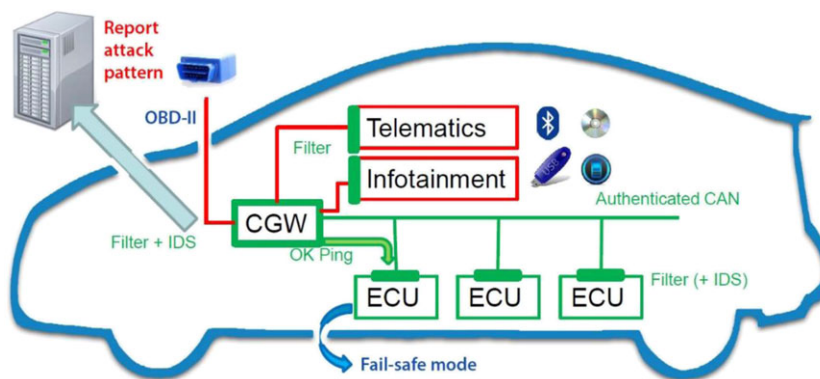 Report
attack
pattern
OBD-II
Telematics
Filter
Infotainment
USB
Authenticated CAN
CGW
Filter + IDS
OK Ping
Filter (+ IDS)
ECU
ECU
ECU
Fail-safe mode